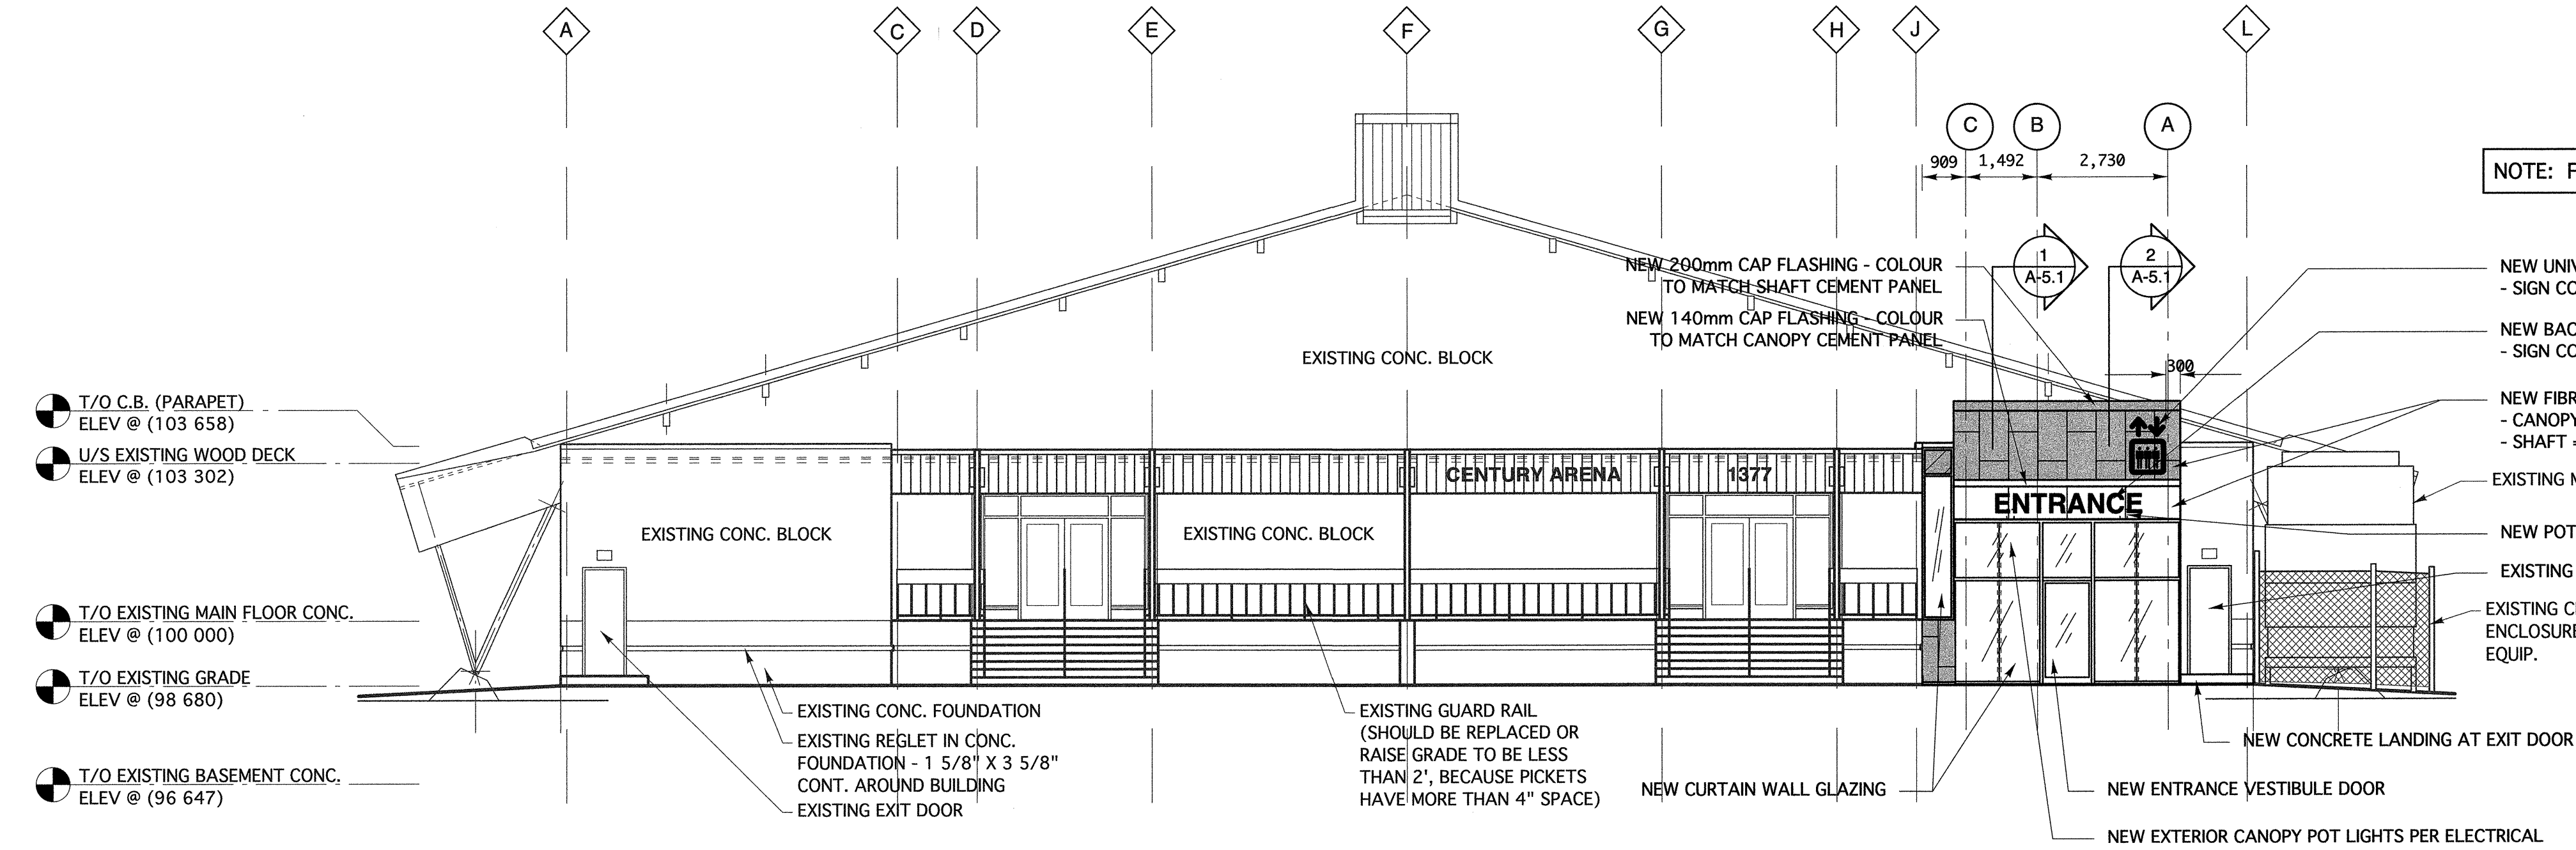 A
C
D
E
F
G
H
J
L
C
B
A
909
1,492
2,730
NOTE: F
1
A-5.1
2
A-5.1
NEW 200mm CAP FLASHING - COLOUR
TO MATCH SHAFT CEMENT PANEL
NEW 140mm CAP FLASHING - COLOUR
TO MATCH CANOPY CEMENT PANEL
EXISTING CONC. BLOCK
300
NEW UNIV
- SIGN CO
NEW BAC
- SIGN CO
NEW FIBR
- CANOPY
- SHAFT =
EXISTING M
NEW POT
EXISTING
EXISTING C
ENCLOSURE
EQUIP.
T/O C.B. (PARAPET)
ELEV @ (103 658)
U/S EXISTING WOOD DECK
ELEV @ (103 302)
T/O EXISTING MAIN FLOOR CONC.
ELEV @ (100 000)
T/O EXISTING GRADE
ELEV @ (98 680)
T/O EXISTING BASEMENT CONC.
ELEV @ (96 647)
CENTURY ARENA
1377
ENTRANCE
EXISTING CONC. BLOCK
EXISTING CONC. BLOCK
EXISTING CONC. FOUNDATION
EXISTING REGLET IN CONC.
FOUNDATION - 1 5/8" X 3 5/8"
CONT. AROUND BUILDING
EXISTING EXIT DOOR
EXISTING GUARD RAIL
(SHOULD BE REPLACED OR
RAISE GRADE TO BE LESS
THAN 2', BECAUSE PICKETS
HAVE MORE THAN 4" SPACE)
NEW CURTAIN WALL GLAZING
NEW CONCRETE LANDING AT EXIT DOOR
NEW ENTRANCE VESTIBULE DOOR
NEW EXTERIOR CANOPY POT LIGHTS PER ELECTRICAL